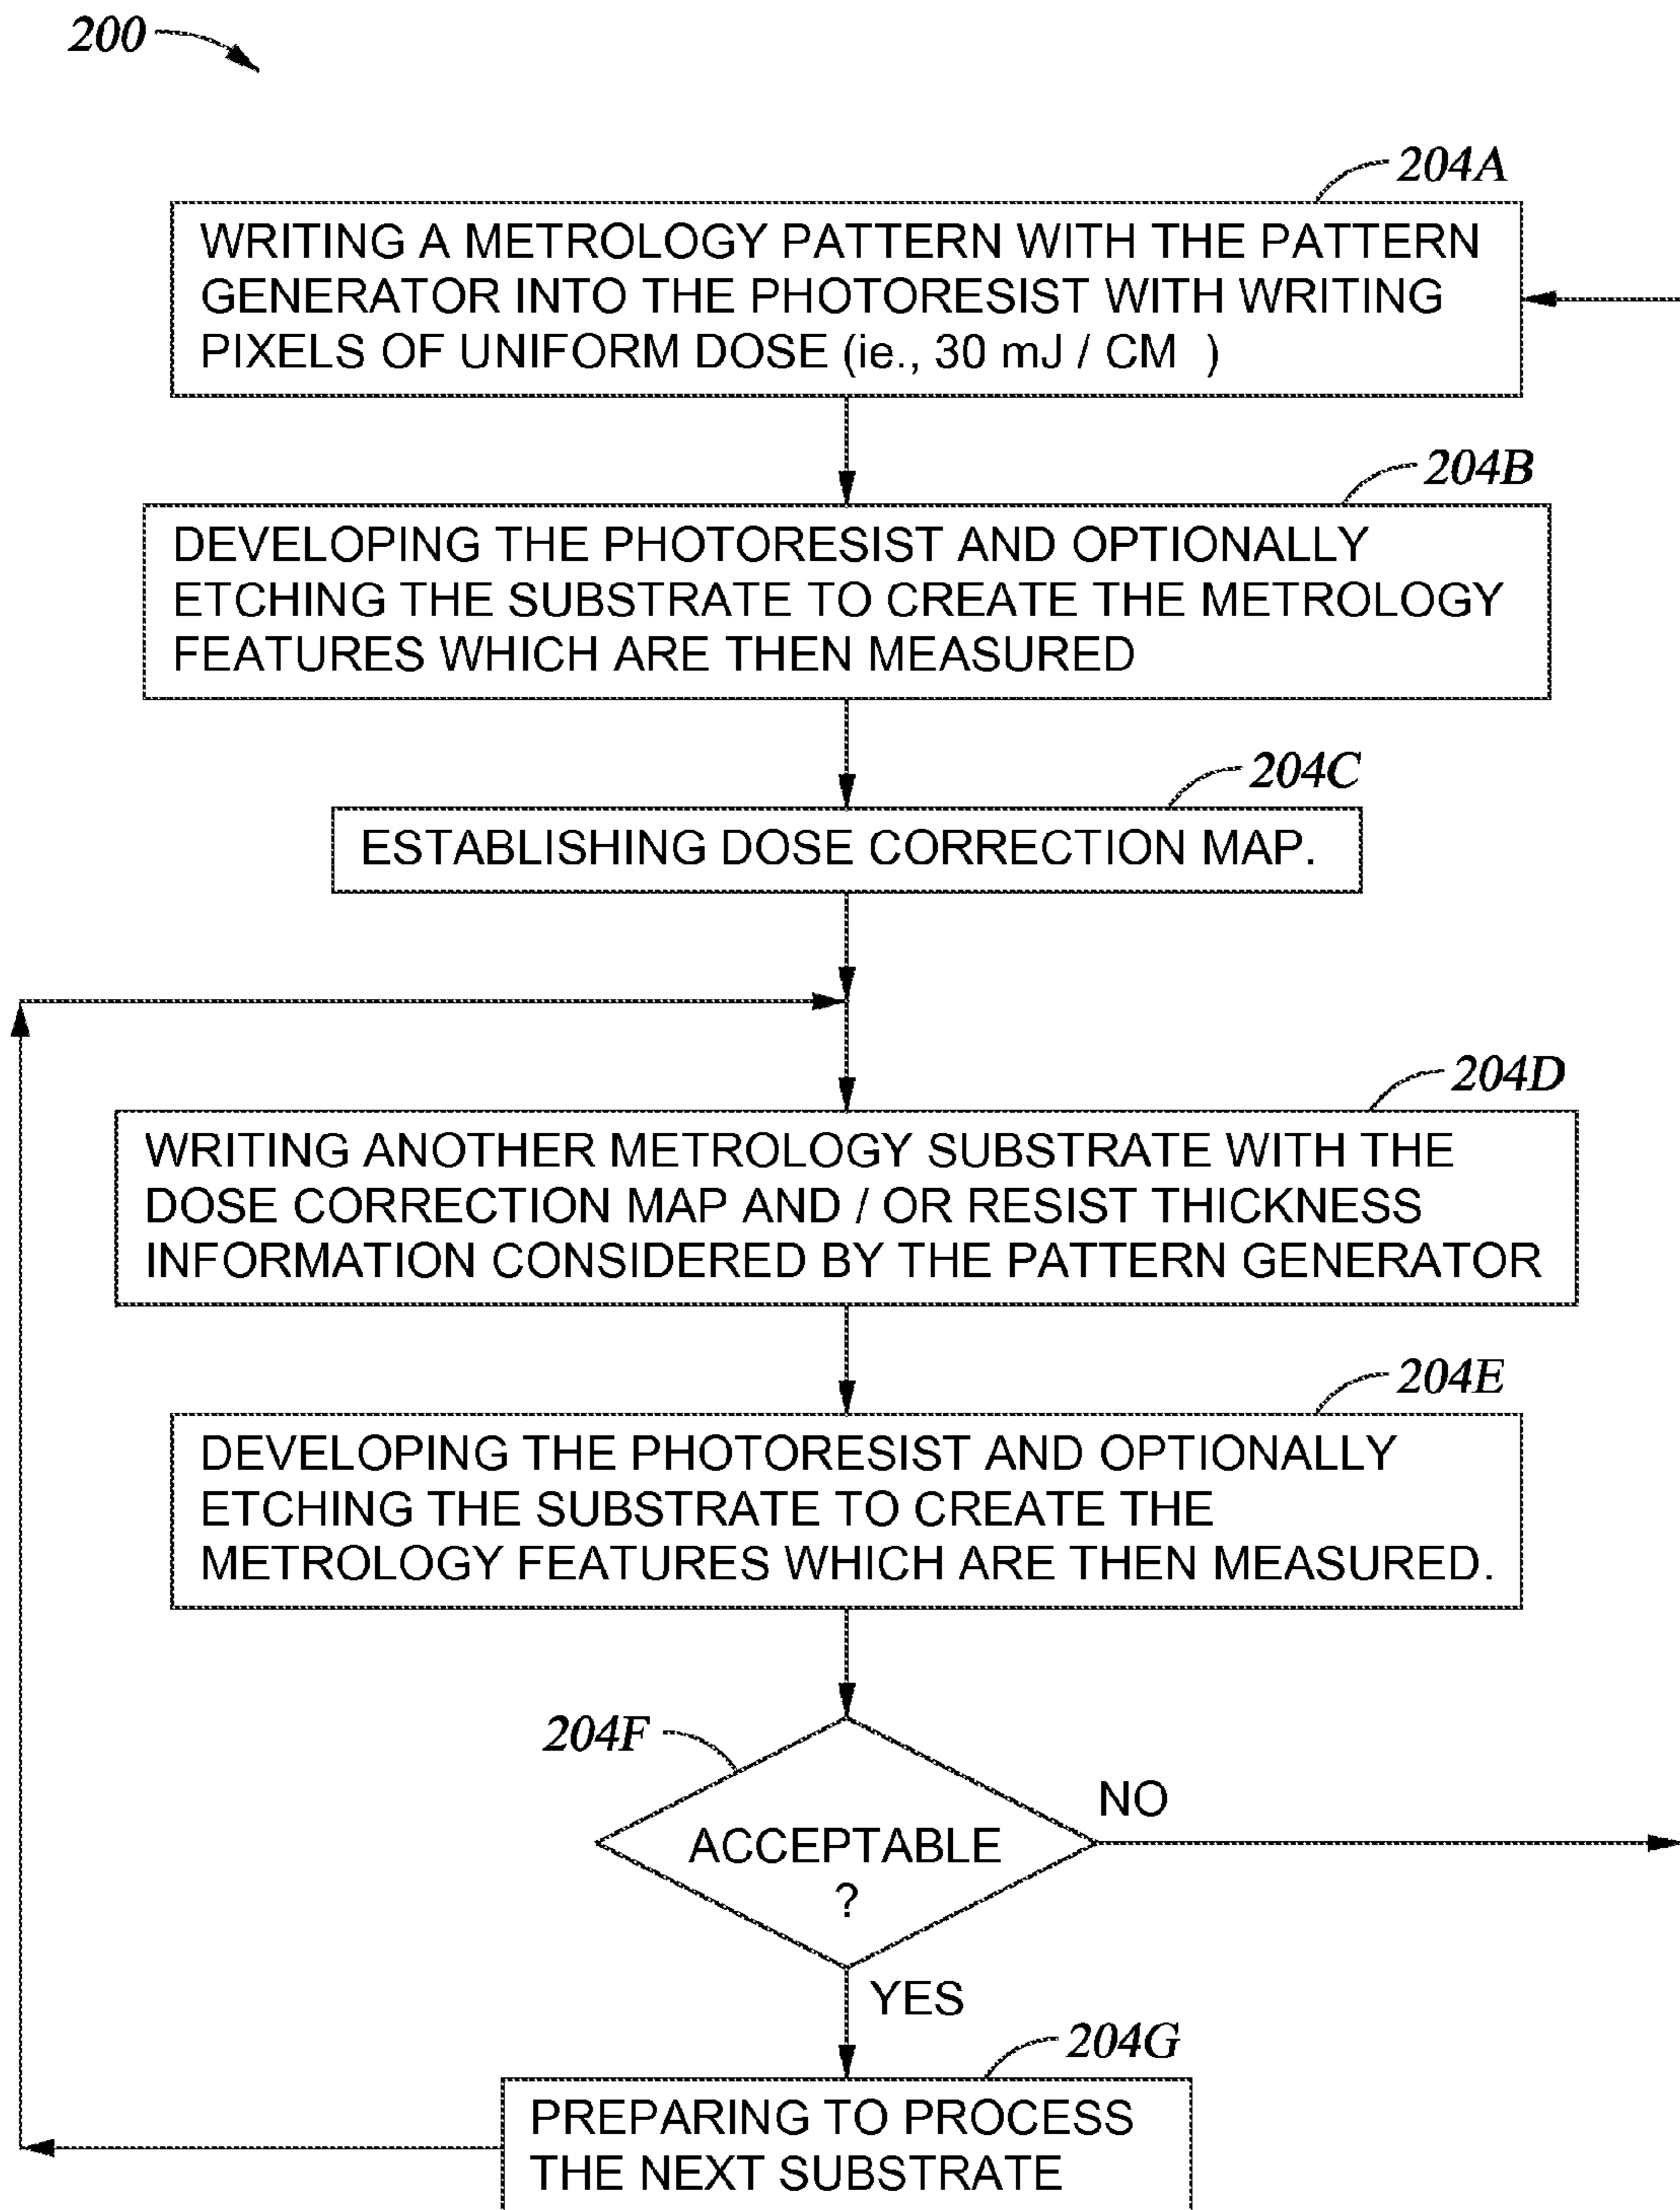 200
204A
WRITING A METROLOGY PATTERN WITH THE PATTERN
GENERATOR INTO THE PHOTORESIST WITH WRITING
PIXELS OF UNIFORM DOSE (ie., 30 mJ / CM )
204B
DEVELOPING THE PHOTORESIST AND OPTIONALLY
ETCHING THE SUBSTRATE TO CREATE THE METROLOGY
FEATURES WHICH ARE THEN MEASURED
204C
ESTABLISHING DOSE CORRECTION MAP.
204D
WRITING ANOTHER METROLOGY SUBSTRATE WITH THE
DOSE CORRECTION MAP AND / OR RESIST THICKNESS
INFORMATION CONSIDERED BY THE PATTERN GENERATOR
204E
DEVELOPING THE PHOTORESIST AND OPTIONALLY
ETCHING THE SUBSTRATE TO CREATE THE
METROLOGY FEATURES WHICH ARE THEN MEASURED.
204F
NO
ACCEPTABLE
?
YES
204G
PREPARING TO PROCESS
THE NEXT SUBSTRATE